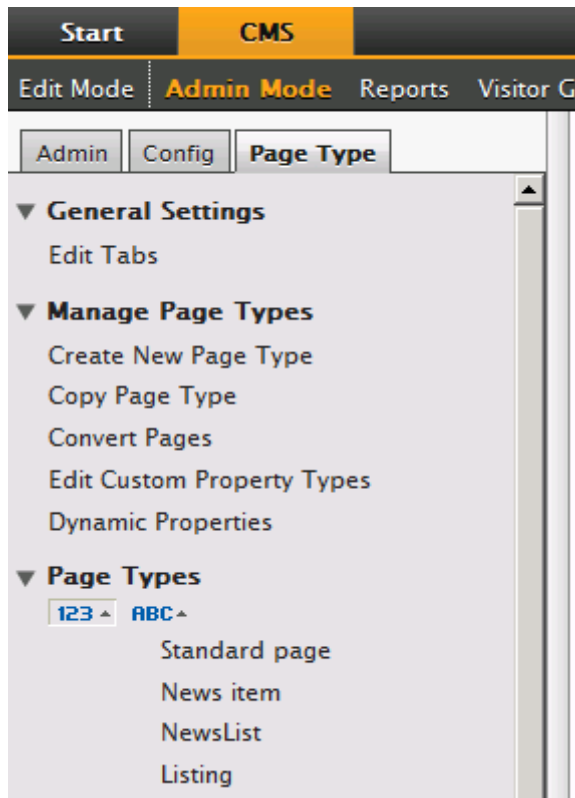 Start CMS
Edit Mode Admin Mode Reports Visitor G
Admin Config Page Type
General Settings
Edit Tabs
Manage Page Types
Create New Page Type
Copy Page Type
Convert Pages
Edit Custom Property Types
Dynamic Properties
Page Types
123 ABC
Standard page
News item
NewsList
Listing